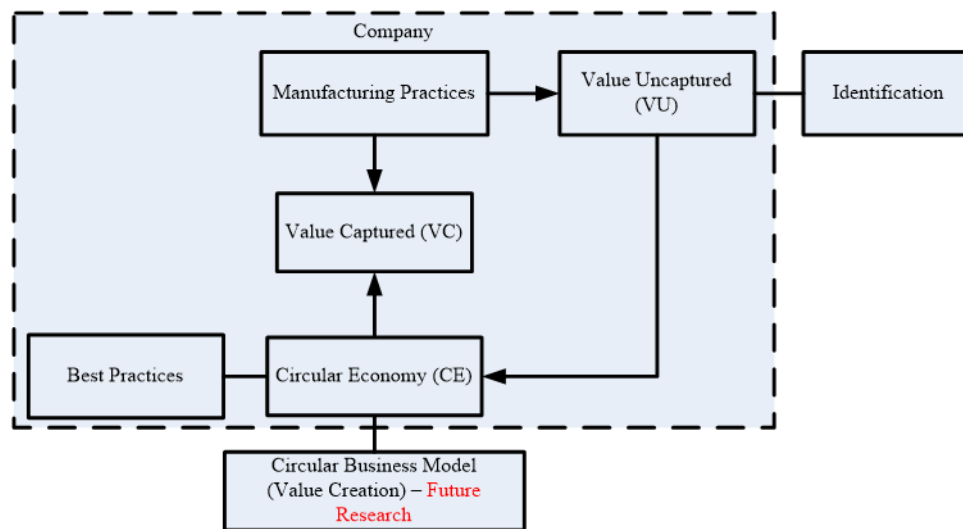 Company
Manufacturing Practices
Value Uncaptured
(VU)
Identification
Value Captured (VC)
Best Practices
Circular Economy (CE)
Circular Business Model
(Value Creation) – Future
Research